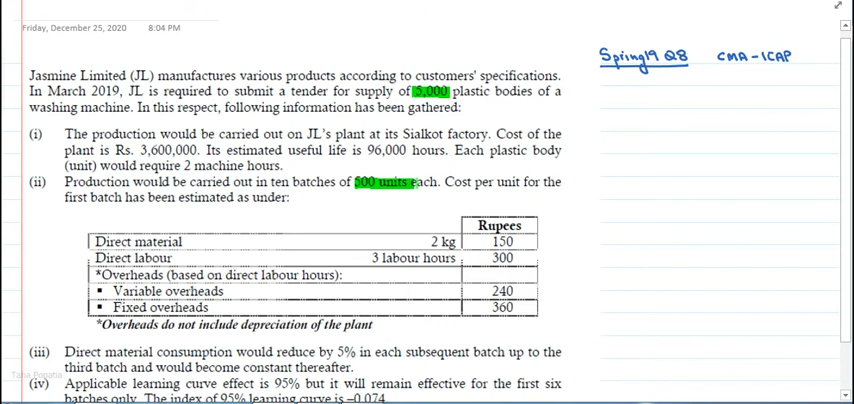 Friday, December 25, 2020 8:04 PM
Spring19 Q8 CMA-ICAP
Jasmine Limited (JL) manufactures various products according to customers' specifications.
In March 2019, JL is required to submit a tender for supply of 5,000 plastic bodies of a
washing machine. In this respect, following information has been gathered:
(i) The production would be carried out on JL's plant at its Sialkot factory. Cost of the
plant is Rs. 3,600,000. Its estimated useful life is 96,000 hours. Each plastic body
(unit) would require 2 machine hours.
(ii) Production would be carried out in ten batches of 500 units each. Cost per unit for the
first batch has been estimated as under:
Rupees
Direct material 2 kg 150
Direct labour 3 labour hours 300
*Overheads (based on direct labour hours):
▪ Variable overheads 240
▪ Fixed overheads 360
*Overheads do not include depreciation of the plant
(iii) Direct material consumption would reduce by 5% in each subsequent batch up to the
third batch and would become constant thereafter.
Taha Popatia
(iv) Applicable learning curve effect is 95% but it will remain effective for the first six
batches only. The index of 95% learning curve is –0.074